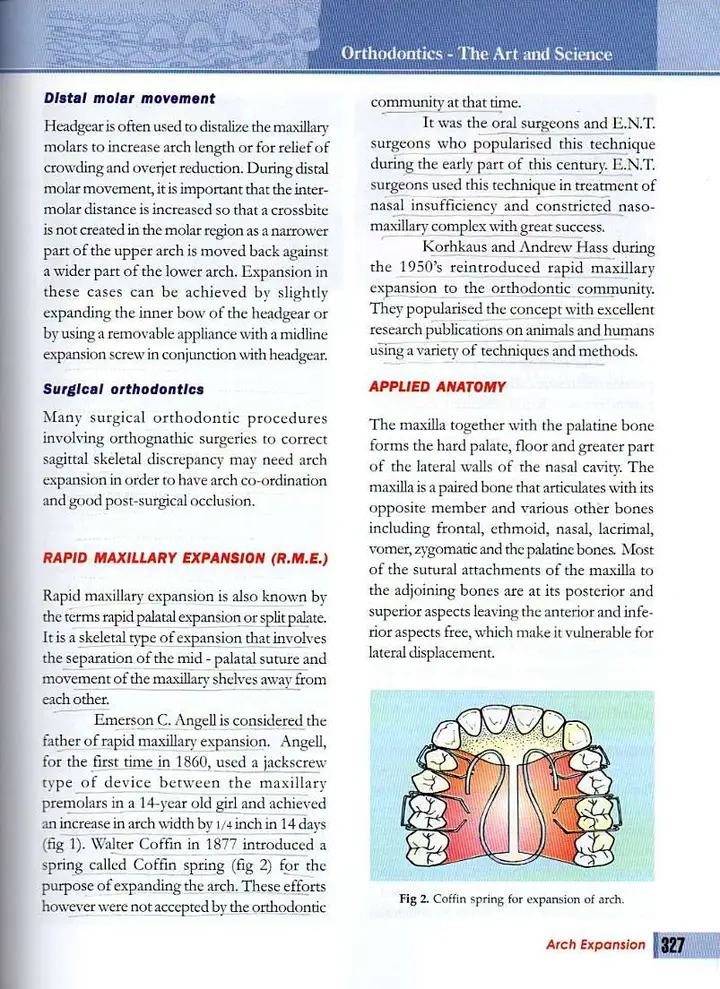 Orthodontics - The Art and Science
Distal molar movement
Headgear is often used to distalize the maxillary
molars to increase arch length or for relief of
crowding and overjet reduction. During distal
molar movement, it is important that the inter-
molar distance is increased so that a crossbite
is not created in the molar region as a narrower
part of the upper arch is moved back against
a wider part of the lower arch. Expansion in
these cases can be achieved by slightly
expanding the inner bow of the headgear or
by using a removable appliance with a midline
expansion screw in conjunction with headgear.
Surgical orthodontics
Many surgical orthodontic procedures
involving orthognathic surgeries to correct
sagittal skeletal discrepancy may need arch
expansion in order to have arch co-ordination
and good post-surgical occlusion.
RAPID MAXILLARY EXPANSION (R.M.E.)
Rapid maxillary expansion is also known by
the terms rapid palatal expansion or split palate.
It is a skeletal type of expansion that involves
the separation of the mid - palatal suture and
movement of the maxillary shelves away from
each other.
Emerson C. Angell is considered the
father of rapid maxillary expansion. Angell,
for the first time in 1860, used a jackscrew
type of device between the maxillary
premolars in a 14-year old girl and achieved
an increase in arch width by 1/4 inch in 14 days
(fig 1). Walter Coffin in 1877 introduced a
spring called Coffin spring (fig 2) for the
purpose of expanding the arch. These efforts
however were not accepted by the orthodontic
community at that time.
It was the oral surgeons and E.N.T.
surgeons who popularised this technique
during the early part of this century. E.N.T.
surgeons used this technique in treatment of
nasal insufficiency and constricted naso-
maxillary complex with great success.
Korhkaus and Andrew Hass during
the 1950's reintroduced rapid maxillary
expansion to the orthodontic community.
They popularised the concept with excellent
research publications on animals and humans
using a variety of techniques and methods.
APPLIED ANATOMY
The maxilla together with the palatine bone
forms the hard palate, floor and greater part
of the lateral walls of the nasal cavity. The
maxilla is a paired bone that articulates with its
opposite member and various other bones
including frontal, ethmoid, nasal, lacrimal,
vomer, zygomatic and the palatine bones. Most
of the sutural attachments of the maxilla to
the adjoining bones are at its posterior and
superior aspects leaving the anterior and infe-
rior aspects free, which make it vulnerable for
lateral displacement.
Fig 2. Coffin spring for expansion of arch.
Arch Expansion 327